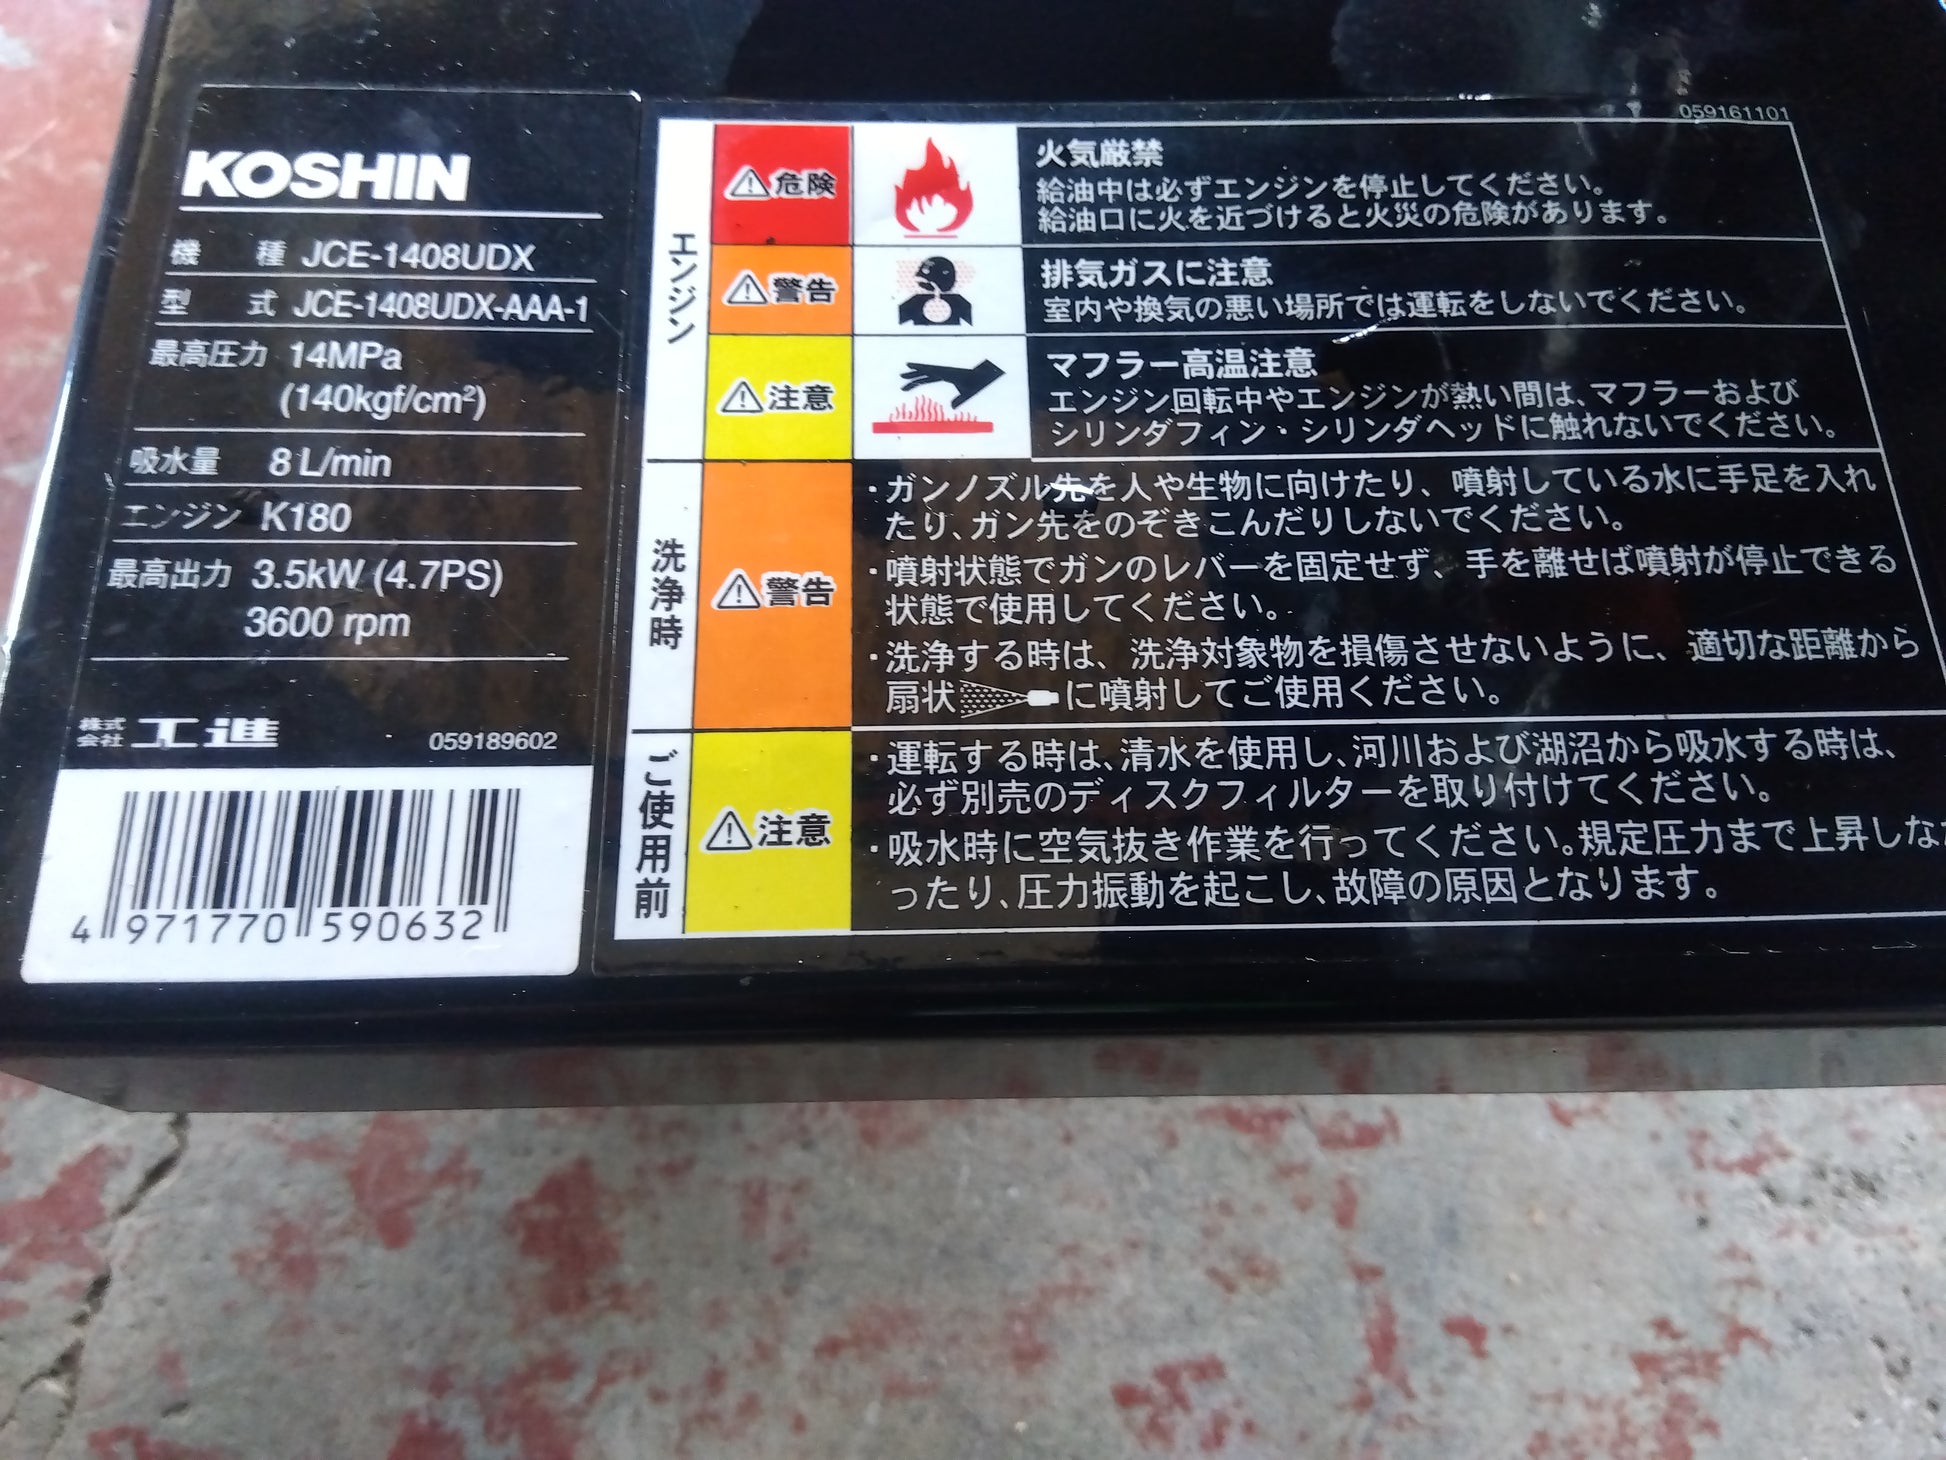 KOSHIN
機 種 JCE-1408UDX
型 式 JCE-1408UDX-AAA-1
最高圧力 14MPa
(140kgf/cm²)
吸水量 8 L/min
エンジン K180
最高出力 3.5kW (4.7PS)
3600 rpm
株式会社 工進 059189602
4 971770 590632
059161101
エンジン
危険
火気厳禁
給油中は必ずエンジンを停止してください。
給油口に火を近づけると火災の危険があります。
警告
排気ガスに注意
室内や換気の悪い場所では運転をしないでください。
注意
マフラー高温注意
エンジン回転中やエンジンが熱い間は、マフラーおよび
シリンダフィン・シリンダヘッドに触れないでください。
洗浄時
警告
・ガンノズル先を人や生物に向けたり、噴射している水に手足を入れ
たり、ガン先をのぞきこんだりしないでください。
・噴射状態でガンのレバーを固定せず、手を離せば噴射が停止できる
状態で使用してください。
・洗浄する時は、洗浄対象物を損傷させないように、適切な距離から
扇状に噴射してご使用ください。
ご使用前
注意
・運転する時は、清水を使用し、河川および湖沼から吸水する時は、
必ず別売のディスクフィルターを取り付けてください。
・吸水時に空気抜き作業を行ってください。規定圧力まで上昇しなか
ったり、圧力振動を起こし、故障の原因となります。